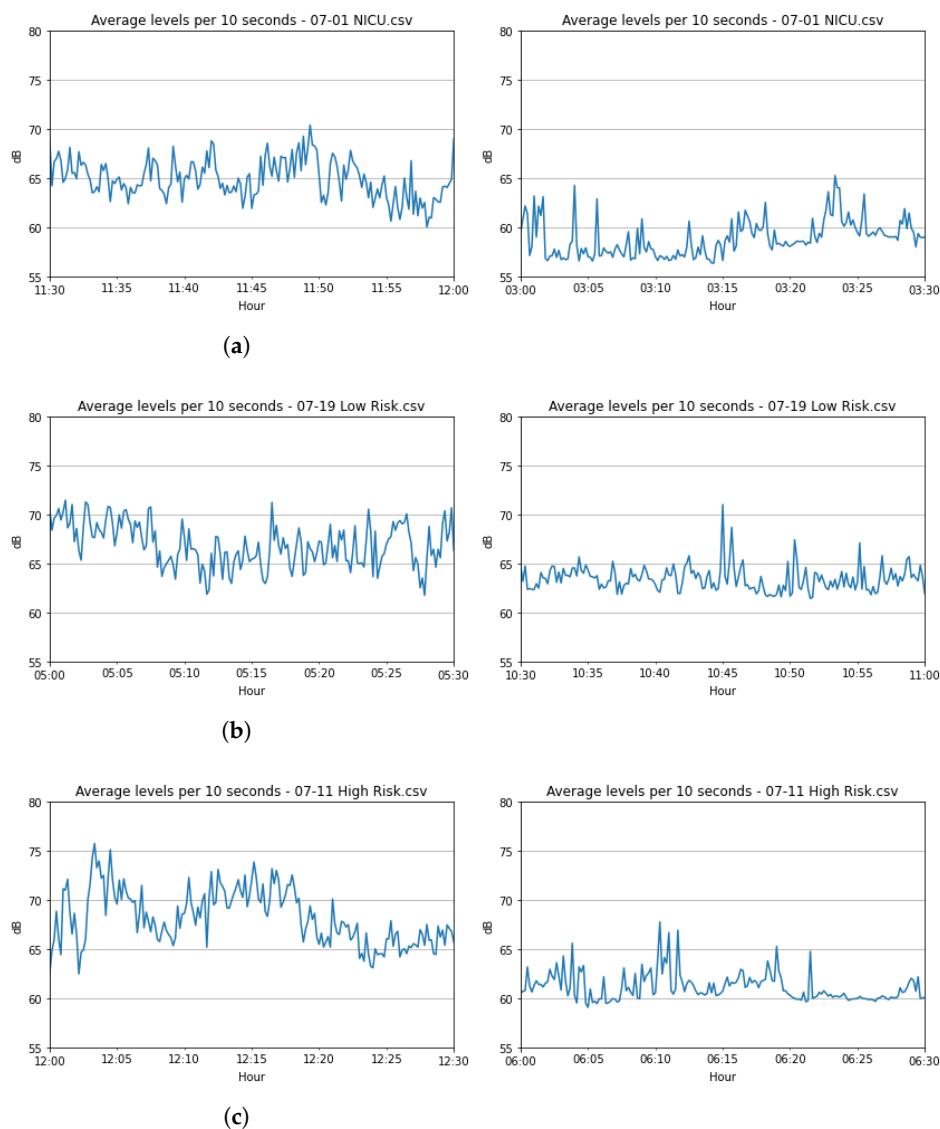 Average levels per 10 seconds - 07-01 NICU.csv
80
75
70
65
60
55
dB
11:30 11:35 11:40 11:45 11:50 11:55 12:00
Hour
Average levels per 10 seconds - 07-01 NICU.csv
80
75
70
65
60
55
dB
03:00 03:05 03:10 03:15 03:20 03:25 03:30
Hour
(a)
Average levels per 10 seconds - 07-19 Low Risk.csv
80
75
70
65
60
55
dB
05:00 05:05 05:10 05:15 05:20 05:25 05:30
Hour
Average levels per 10 seconds - 07-19 Low Risk.csv
80
75
70
65
60
55
dB
10:30 10:35 10:40 10:45 10:50 10:55 11:00
Hour
(b)
Average levels per 10 seconds - 07-11 High Risk.csv
80
75
70
65
60
55
dB
12:00 12:05 12:10 12:15 12:20 12:25 12:30
Hour
Average levels per 10 seconds - 07-11 High Risk.csv
80
75
70
65
60
55
dB
06:00 06:05 06:10 06:15 06:20 06:25 06:30
Hour
(c)